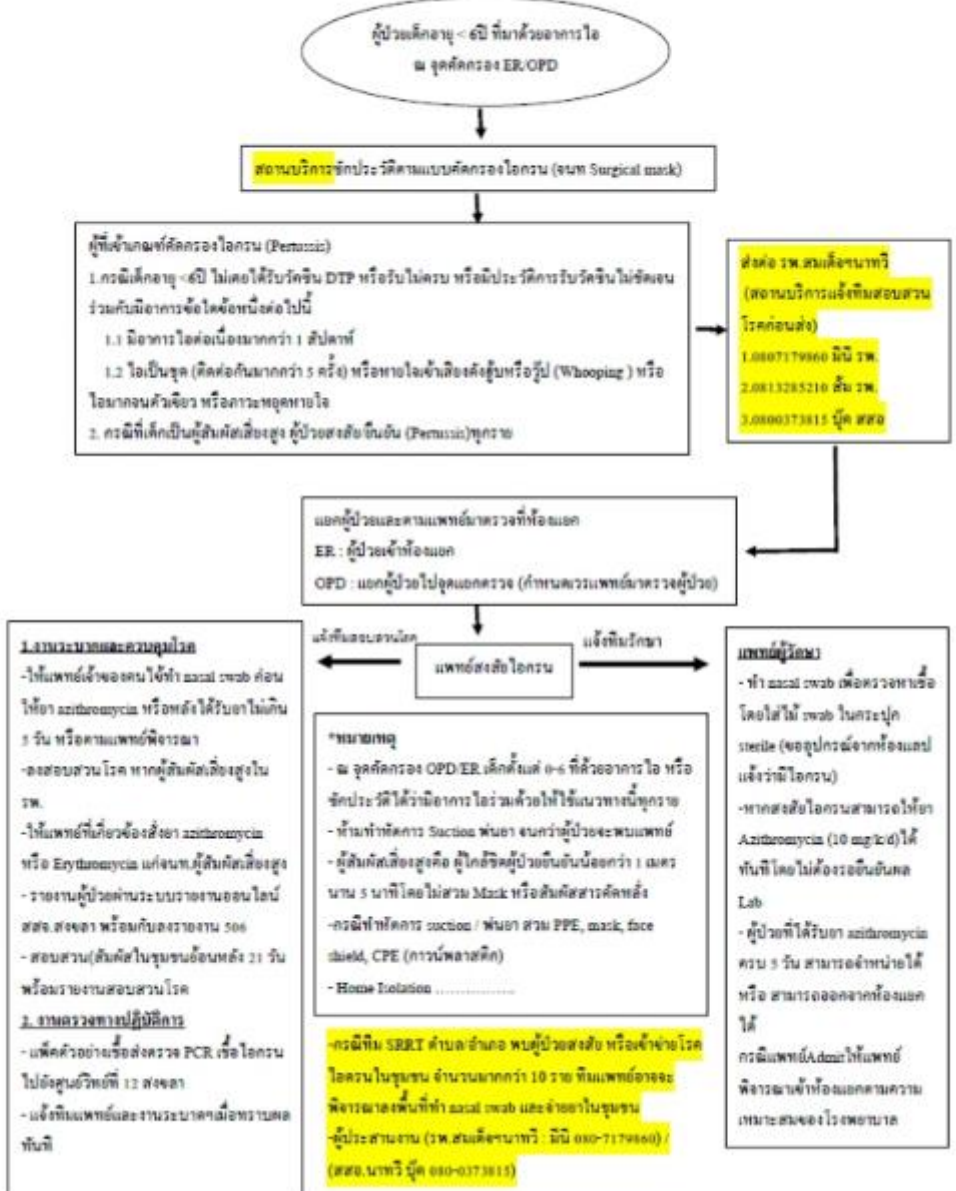 ผู้ป่วยเด็กอายุ < 6ปี ที่มาด้วยอาการไอ
ณ จุดคัดกรอง ER/OPD
สถานบริการซักประวัติตามแบบคัดกรองไอกรน (จนท Surgical mask)
ผู้ที่เข้าเกณฑ์คัดกรองไอกรน (Pertussis)
1.กรณีเด็กอายุ <6ปี ไม่เคยได้รับวัคซีน DTP หรือรับไม่ครบ หรือมีประวัติการรับวัคซีนไม่ชัดเจน
ร่วมกับมีอาการข้อใดข้อหนึ่งต่อไปนี้
1.1 มีอาการไอต่อเนื่องมากกว่า 1 สัปดาห์
1.2 ไอเป็นชุด (ติดต่อกันมากกว่า 5 ครั้ง) หรือหายใจเข้าเสียงดังฮู้บหรือวู๊ป (Whooping ) หรือ
ไอมากจนตัวเขียว หรือภาวะหยุดหายใจ
2. กรณีที่เด็กเป็นผู้สัมผัสเสี่ยงสูง ผู้ป่วยสงสัย/ยืนยัน (Pertussis)ทุกราย
ส่งต่อ รพ.สมเด็จฯนาทวี
(สถานบริการแจ้งทีมสอบสวน
โรคก่อนส่ง)
1.0807179860 มินิ รพ.
2.0813285210 ส้ม รพ.
3.0800373815 บุ๊ค สสอ
แยกผู้ป่วยและตามแพทย์มาตรวจที่ห้องแยก
ER : ผู้ป่วยเข้าห้องแยก
OPD : แยกผู้ป่วยไปจุดแยกตรวจ (กำหนดเวรแพทย์มาตรวจผู้ป่วย)
แจ้งทีมสอบสวนโรค
แพทย์สงสัยไอกรน
แจ้งทีมรักษา
1.งานระบาดและควบคุมโรค
-ให้แพทย์เจ้าของคนไข้ทำ nasal swab ก่อน
ให้ยา azithromycin หรือหลังได้รับยาไม่เกิน
5 วัน หรือตามแพทย์พิจารณา
-ลงสอบสวนโรค หากผู้สัมผัสเสี่ยงสูงใน
รพ.
-ให้แพทย์ที่เกี่ยวข้องสั่งยา azithromycin
หรือ Erythromycin แก่จนท.ผู้สัมผัสเสี่ยงสูง
- รายงานผู้ป่วยผ่านระบบรายงานออนไลน์
สสจ.สงขลา พร้อมกับลงรายงาน 506
- สอบสวน(สัมผัสในชุมชนย้อนหลัง 21 วัน
พร้อมรายงานสอบสวนโรค
2. งานตรวจทางปฏิบัติการ
- แพ็คตัวอย่างเชื้อส่งตรวจ PCR เชื้อไอกรน
ไปยังศูนย์วิทย์ที่ 12 สงขลา
-แจ้งทีมแพทย์และงานระบาดฯเมื่อทราบผล
ทันที
*หมายเหตุ
- ณ จุดคัดกรอง OPD/ER เด็กตั้งแต่ 0-6 ที่ด้วยอาการไอ หรือ
ซักประวัติได้ว่ามีอาการไอร่วมด้วยให้ใช้แนวทางนี้ทุกราย
- ห้ามทำหัตการ Suction พ่นยา จนกว่าผู้ป่วยจะพบแพทย์
- ผู้สัมผัสเสี่ยงสูงคือ ผู้ใกล้ชิดผู้ป่วยยืนยันน้อยกว่า 1 เมตร
นาน 5 นาทีโดยไม่สวม Mask หรือสัมผัสสารคัดหลั่ง
-กรณีทำหัตการ suction / พ่นยา สวม PPE, mask, face
shield, CPE (กาวน์พลาสติก)
- Home Isolation ..................
-กรณีทีม SRRT ตำบล/อำเภอ พบผู้ป่วยสงสัย หรือเข้าข่ายโรค
ไอกรนในชุมชน จำนวนมากกว่า 10 ราย ทีมแพทย์อาจจะ
พิจารณาลงพื้นที่ทำ nasal swab และจ่ายยาในชุมชน
-ผู้ประสานงาน (รพ.สมเด็จฯนาทวี : มินิ 080-7179860) /
(สสอ.นาทวี บุ๊ค 080-0373815)
แพทย์ผู้รักษา
- ทำ nasal swab เพื่อตรวจหาเชื้อ
โดยใส่ไม้ swab ในกระปุก
sterile (ขออุปกรณ์จากห้องแลป
แจ้งว่ามีไอกรน)
-หากสงสัยไอกรนสามารถให้ยา
Azithromycin (10 mg/k/d)ได้
ทันทีโดยไม่ต้องรอยืนยันผล
Lab
- ผู้ป่วยที่ได้รับยา azithromycin
ครบ 5 วัน สามารถจำหน่ายได้
หรือ สามารถออกจากห้องแยก
ได้
กรณีแพทย์Admitให้แพทย์
พิจารณาเข้าห้องแยกตามความ
เหมาะสมของโรงพยาบาล